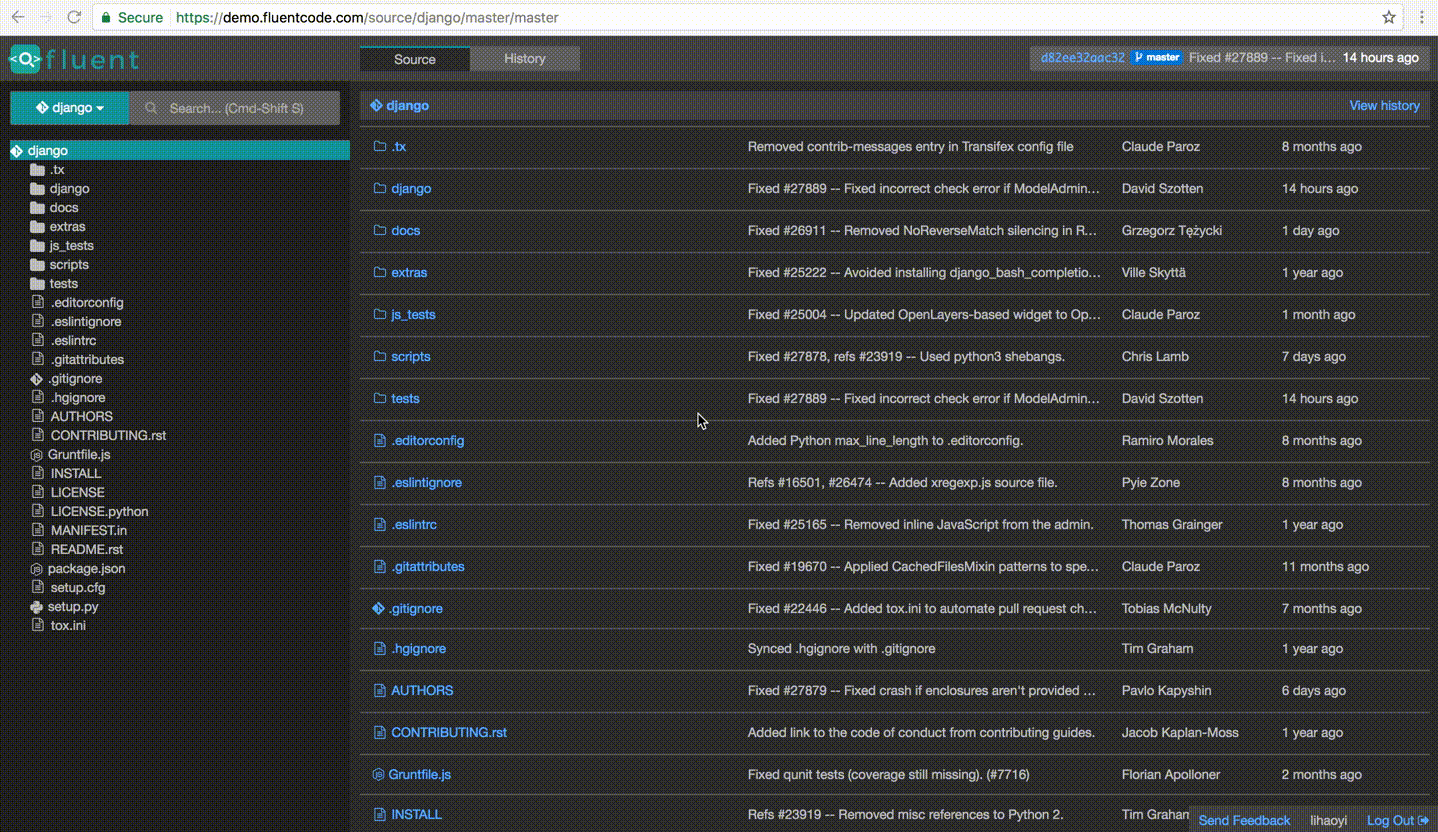 Secure https://demo.fluentcode.com/source/django/master/master
<Q> fluent
Source History
d82ee32aac32 master Fixed #27889 -- Fixed i... 14 hours ago
django Search... (Cmd-Shift S)
django
.tx
django
docs
extras
js_tests
scripts
tests
.editorconfig
.eslintignore
.eslintrc
.gitattributes
.gitignore
.hgignore
AUTHORS
CONTRIBUTING.rst
Gruntfile.js
INSTALL
LICENSE
LICENSE.python
MANIFEST.in
README.rst
package.json
setup.cfg
setup.py
tox.ini
django View history
.tx Removed contrib-messages entry in Transifex config file Claude Paroz 8 months ago
django Fixed #27889 -- Fixed incorrect check error if ModelAdmin... David Szotten 14 hours ago
docs Fixed #26911 -- Removed NoReverseMatch silencing in R... Grzegorz Tężycki 1 day ago
extras Fixed #25222 -- Avoided installing django_bash_completio... Ville Skyttä 1 year ago
js_tests Fixed #25004 -- Updated OpenLayers-based widget to Op... Claude Paroz 1 month ago
scripts Fixed #27878, refs #23919 -- Used python3 shebangs. Chris Lamb 7 days ago
tests Fixed #27889 -- Fixed incorrect check error if ModelAdmin... David Szotten 14 hours ago
.editorconfig Added Python max_line_length to .editorconfig. Ramiro Morales 8 months ago
.eslintignore Refs #16501, #26474 -- Added xregexp.js source file. Pyie Zone 8 months ago
.eslintrc Fixed #25165 -- Removed inline JavaScript from the admin. Thomas Grainger 1 year ago
.gitattributes Fixed #19670 -- Applied CachedFilesMixin patterns to spe... Claude Paroz 11 months ago
.gitignore Fixed #22446 -- Added tox.ini to automate pull request ch... Tobias McNulty 7 months ago
.hgignore Synced .hgignore with .gitignore Tim Graham 1 year ago
AUTHORS Fixed #27879 -- Fixed crash if enclosures aren't provided ... Pavlo Kapyshin 6 days ago
CONTRIBUTING.rst Added link to the code of conduct from contributing guides. Jacob Kaplan-Moss 1 year ago
Gruntfile.js Fixed qunit tests (coverage still missing). (#7716) Florian Apolloner 2 months ago
INSTALL Refs #23919 -- Removed misc references to Python 2. Tim Graham
Send Feedback lihaoyi Log Out